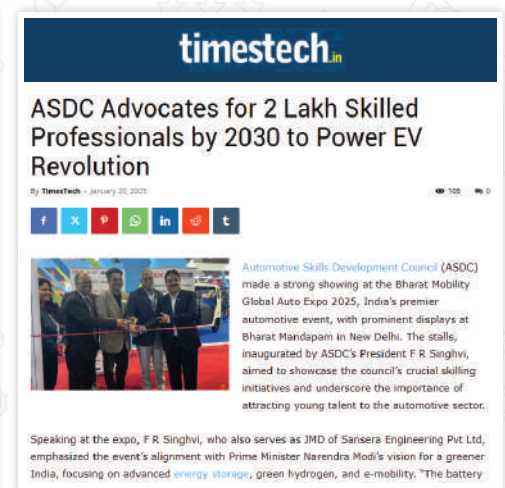 timestech.in
ASDC Advocates for 2 Lakh Skilled
Professionals by 2030 to Power EV
Revolution
By TimesTech - January 20, 2025 705 0
Automotive Skills Development Council (ASDC)
made a strong showing at the Bharat Mobility
Global Auto Expo 2025, India's premier
automotive event, with prominent displays at
Bharat Mandapam in New Delhi. The stalls,
inaugurated by ASDC's President F R Singhvi,
aimed to showcase the council's crucial skilling
initiatives and underscore the importance of
attracting young talent to the automotive sector.
Speaking at the expo, F R Singhvi, who also serves as JMD of Sansera Engineering Pvt Ltd,
emphasized the event's alignment with Prime Minister Narendra Modi's vision for a greener
India, focusing on advanced energy storage, green hydrogen, and e-mobility. "The battery